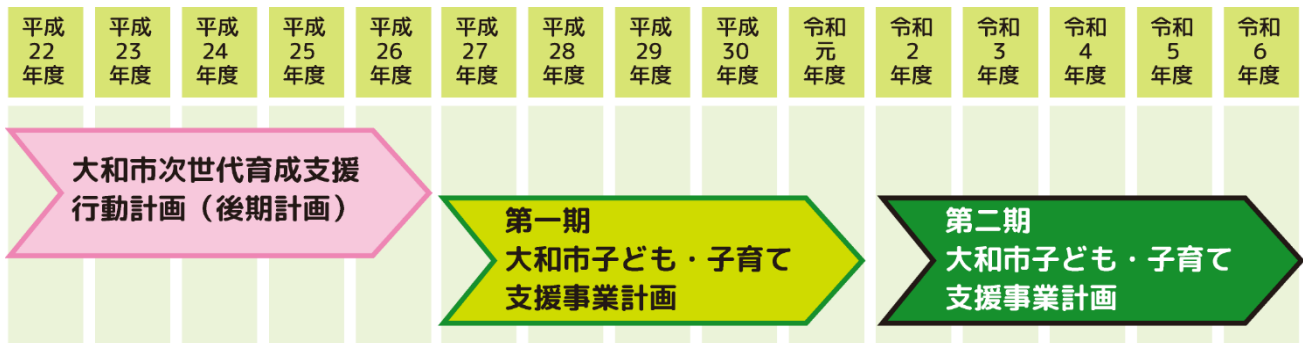 平成
22
年度
平成
23
年度
平成
24
年度
平成
25
年度
平成
26
年度
平成
27
年度
平成
28
年度
平成
29
年度
平成
30
年度
令和
元
年度
令和
2
年度
令和
3
年度
令和
4
年度
令和
5
年度
令和
6
年度
大和市次世代育成支援
行動計画（後期計画）
第一期
大和市子ども・子育て
支援事業計画
第二期
大和市子ども・子育て
支援事業計画